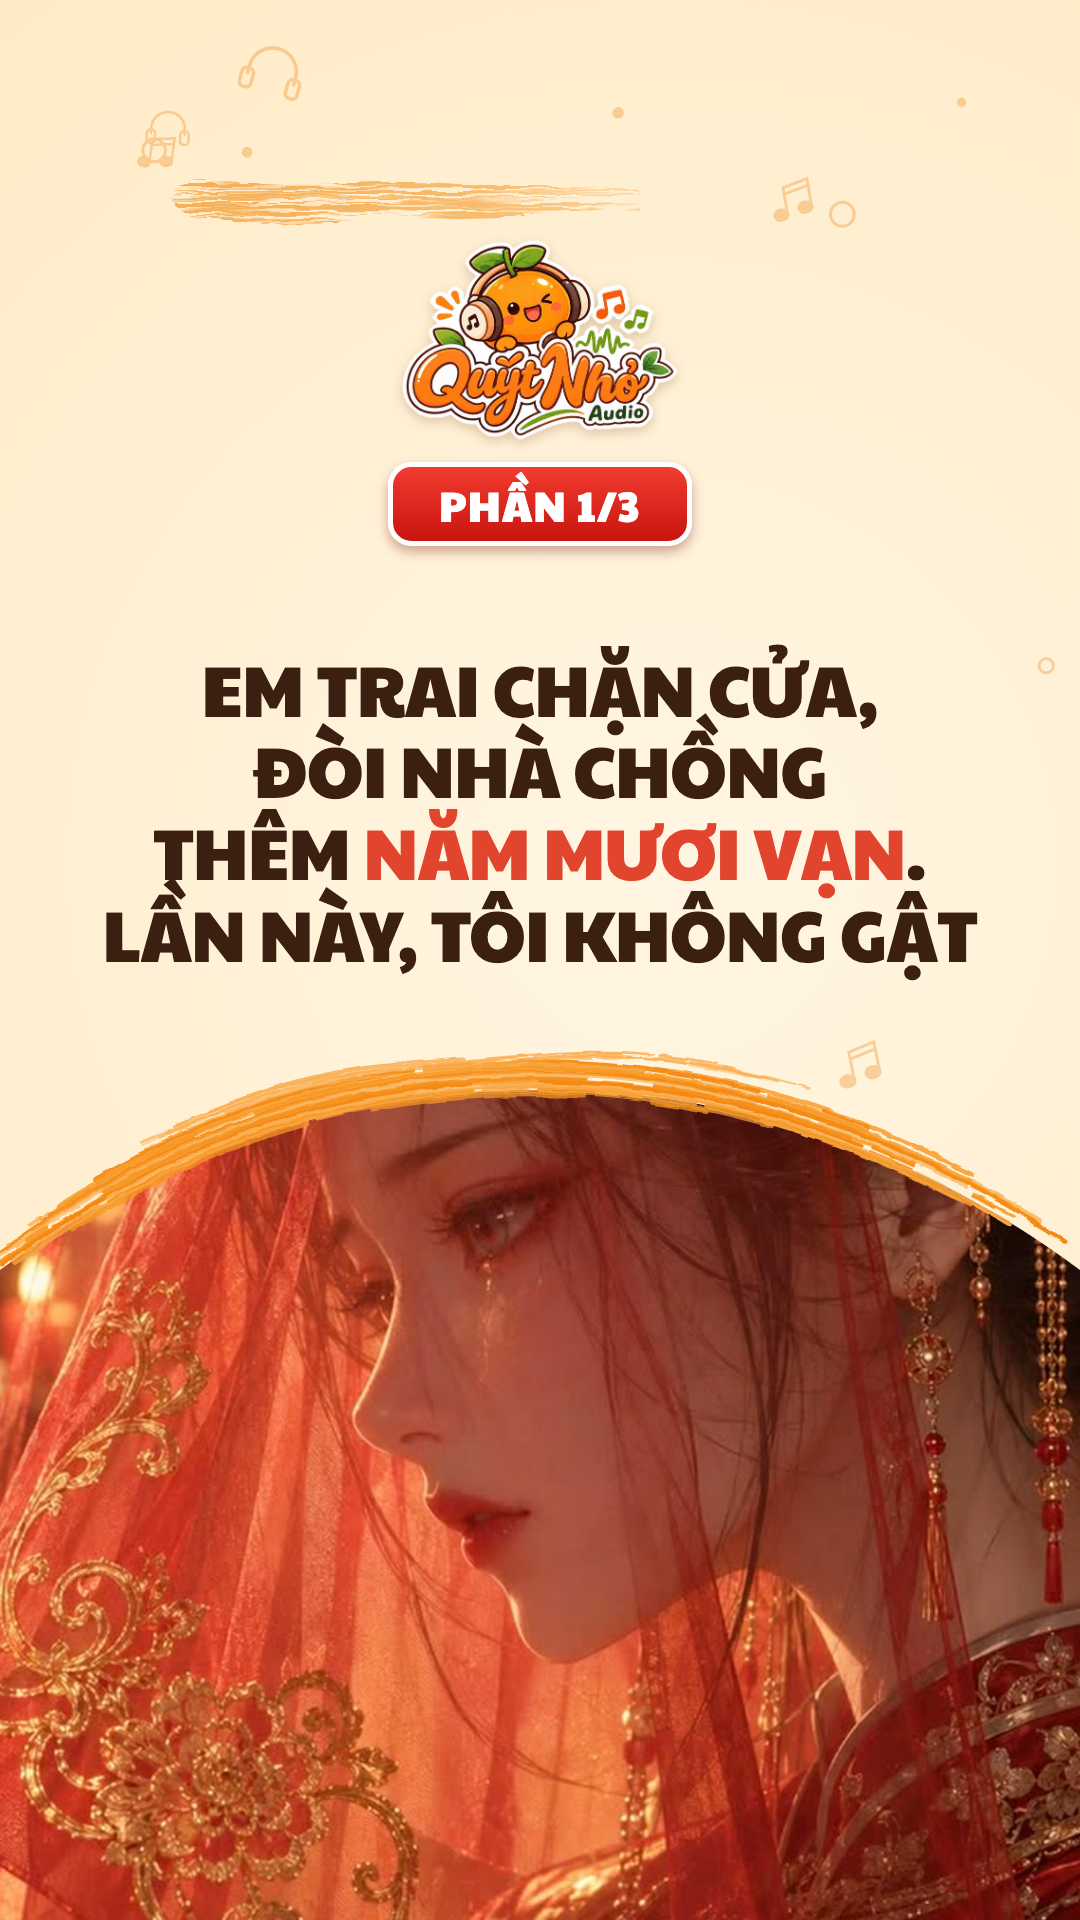 Quýt Nhỏ
Audio
PHẦN 1/3
EM TRAI CHẶN CỬA,
ĐÒI NHÀ CHỒNG
THÊM NĂM MƯƠI VẠN.
LẦN NÀY, TÔI KHÔNG GẬT